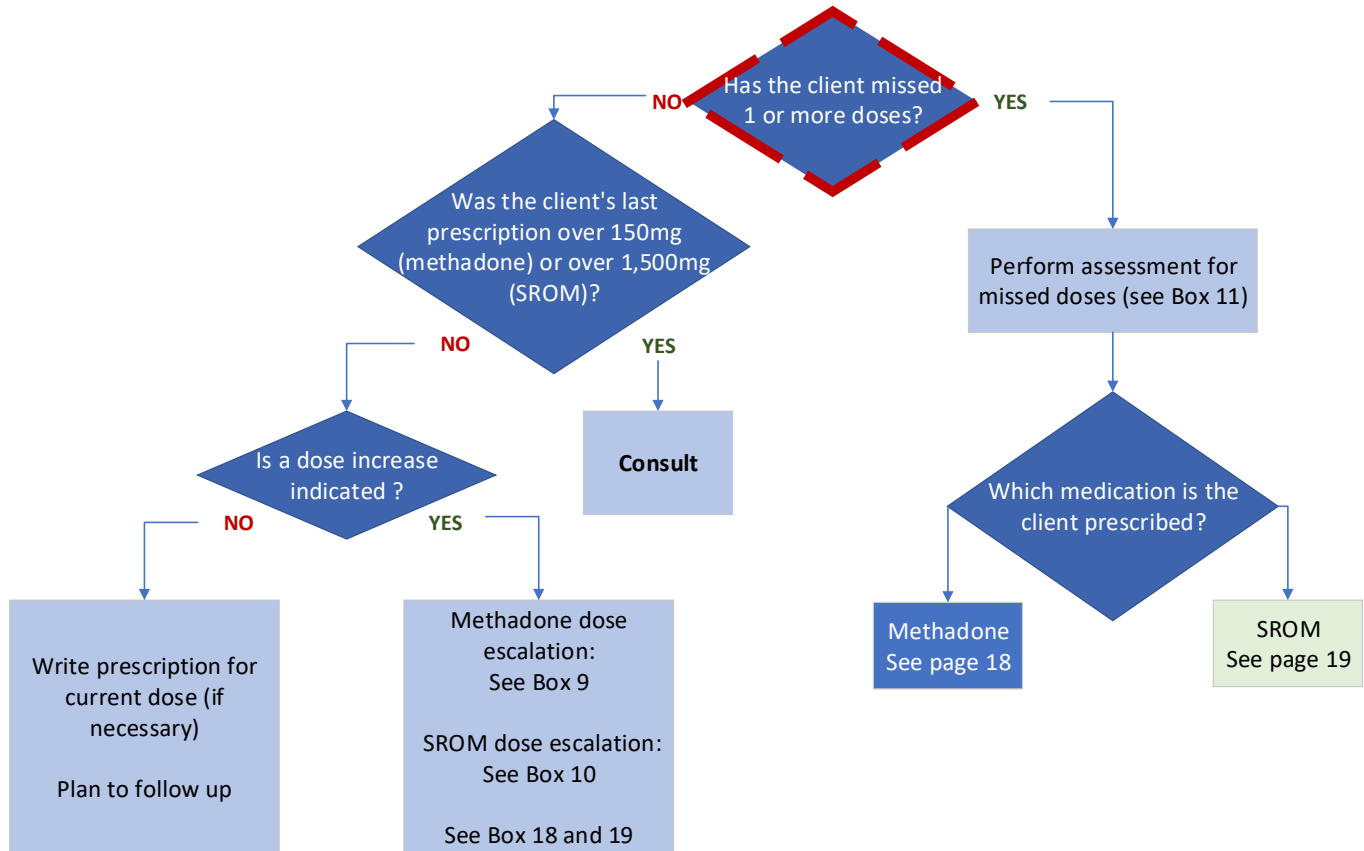 Has the client missed
1 or more doses?
NO
YES
Was the client's last
prescription over 150mg
(methadone) or over 1,500mg
(SROM)?
Perform assessment for
missed doses (see Box 11)
NO
YES
Is a dose increase
indicated ?
Consult
Which medication is the
client prescribed?
NO
YES
Write prescription for
current dose (if
necessary)
Plan to follow up
Methadone dose
escalation:
See Box 9
SROM dose escalation:
See Box 10
See Box 18 and 19
Methadone
See page 18
SROM
See page 19